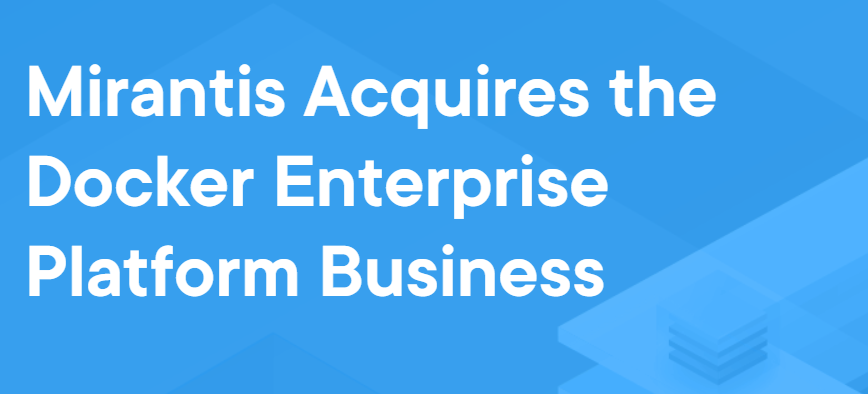 Mirantis Acquires the
Docker Enterprise
Platform Business